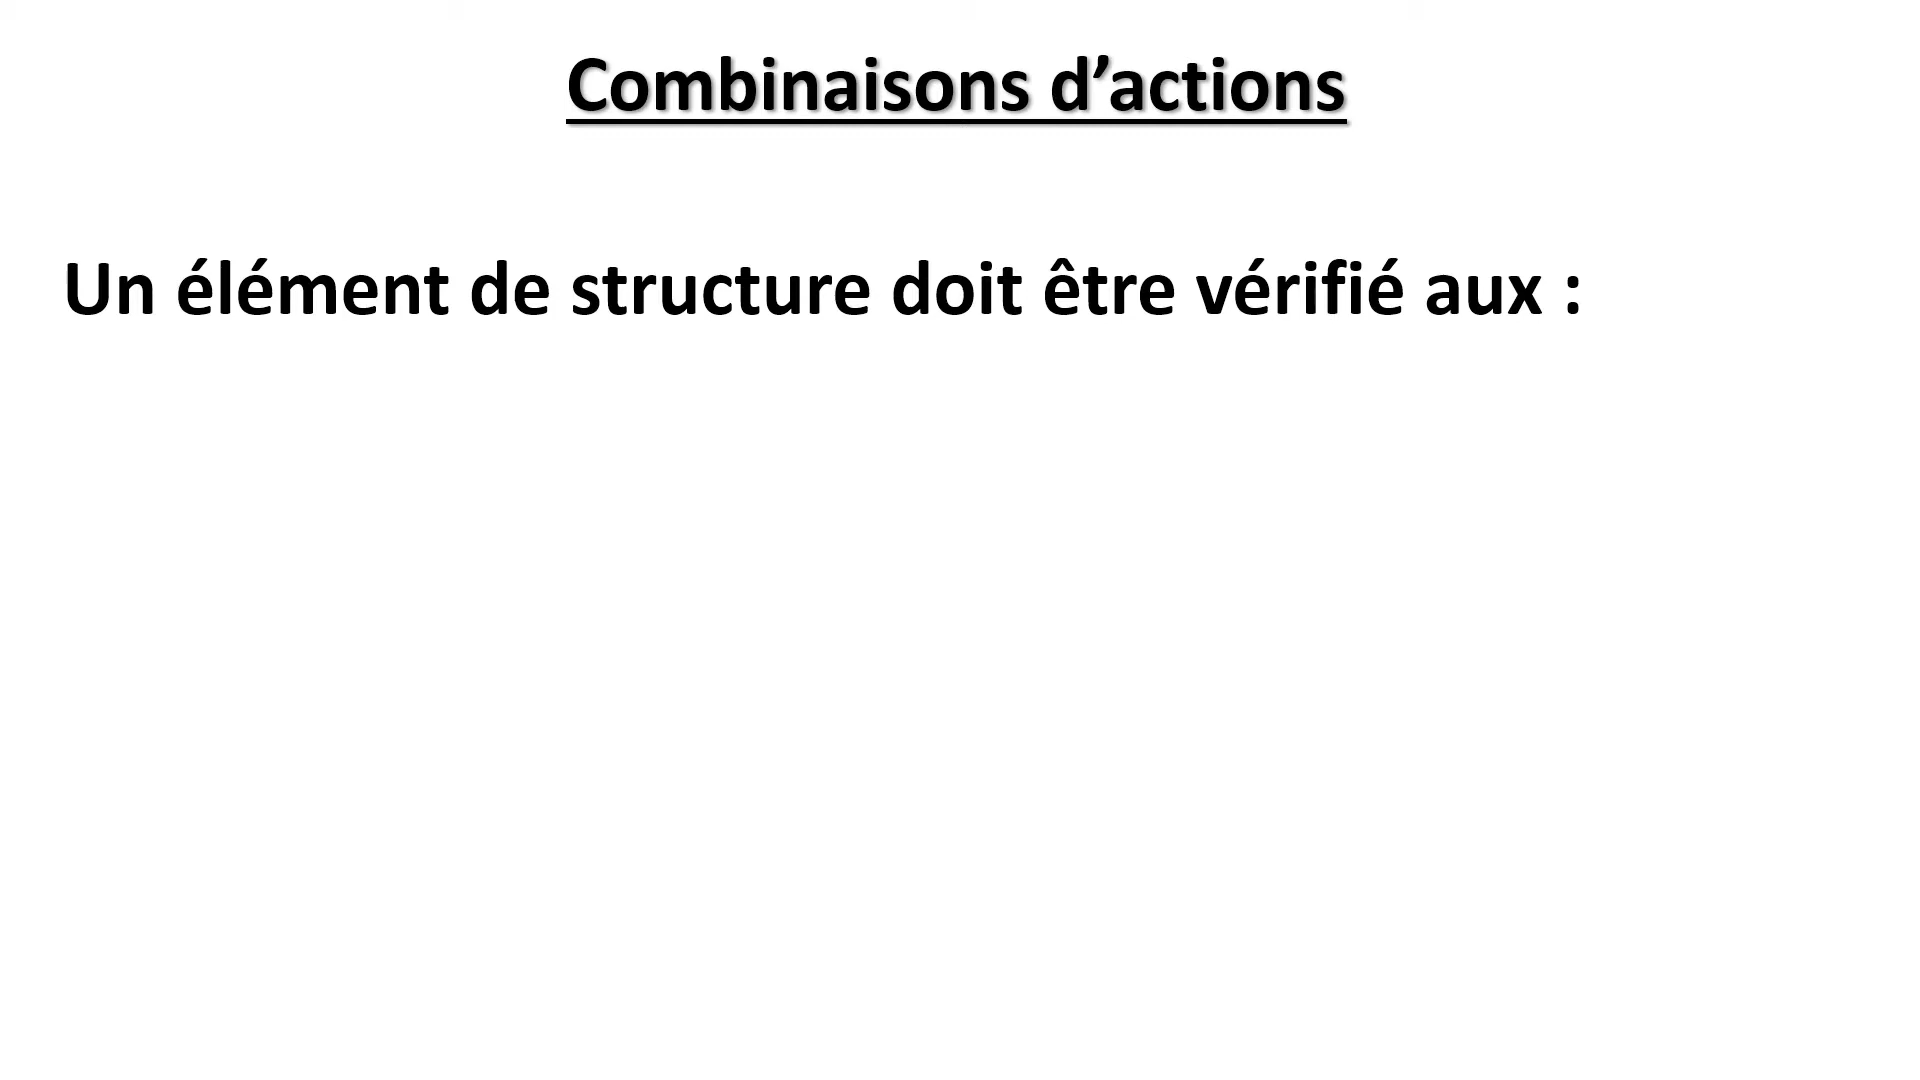 Combinaisons d’actions
Un élément de structure doit être vérifié aux :